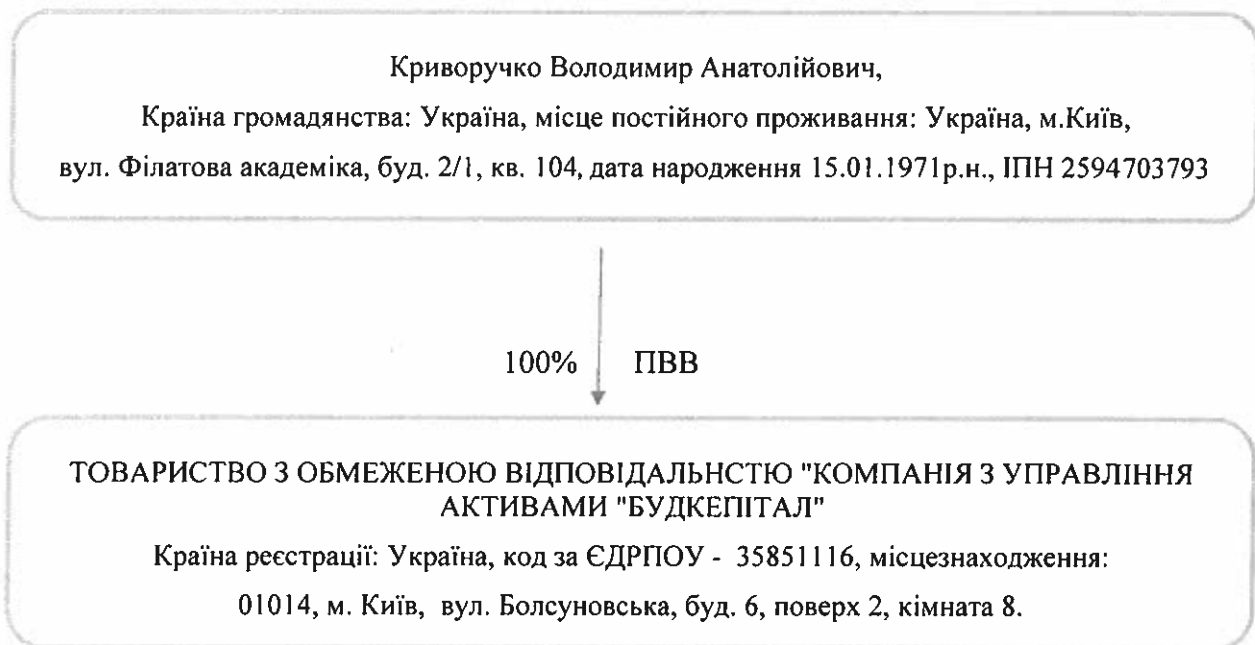 Криворучко Володимир Анатолійович,
Країна громадянства: Україна, місце постійного проживання: Україна, м.Київ,
вул. Філатова академіка, буд. 2/1, кв. 104, дата народження 15.01.1971р.н., ІПН 2594703793
100% ПВВ
ТОВАРИСТВО З ОБМЕЖЕНОЮ ВІДПОВІДАЛЬНСТЮ "КОМПАНІЯ З УПРАВЛІННЯ
АКТИВАМИ "БУДКЕПІТАЛ"
Країна реєстрації: Україна, код за ЄДРПОУ - 35851116, місцезнаходження:
01014, м. Київ, вул. Болсуновська, буд. 6, поверх 2, кімната 8.